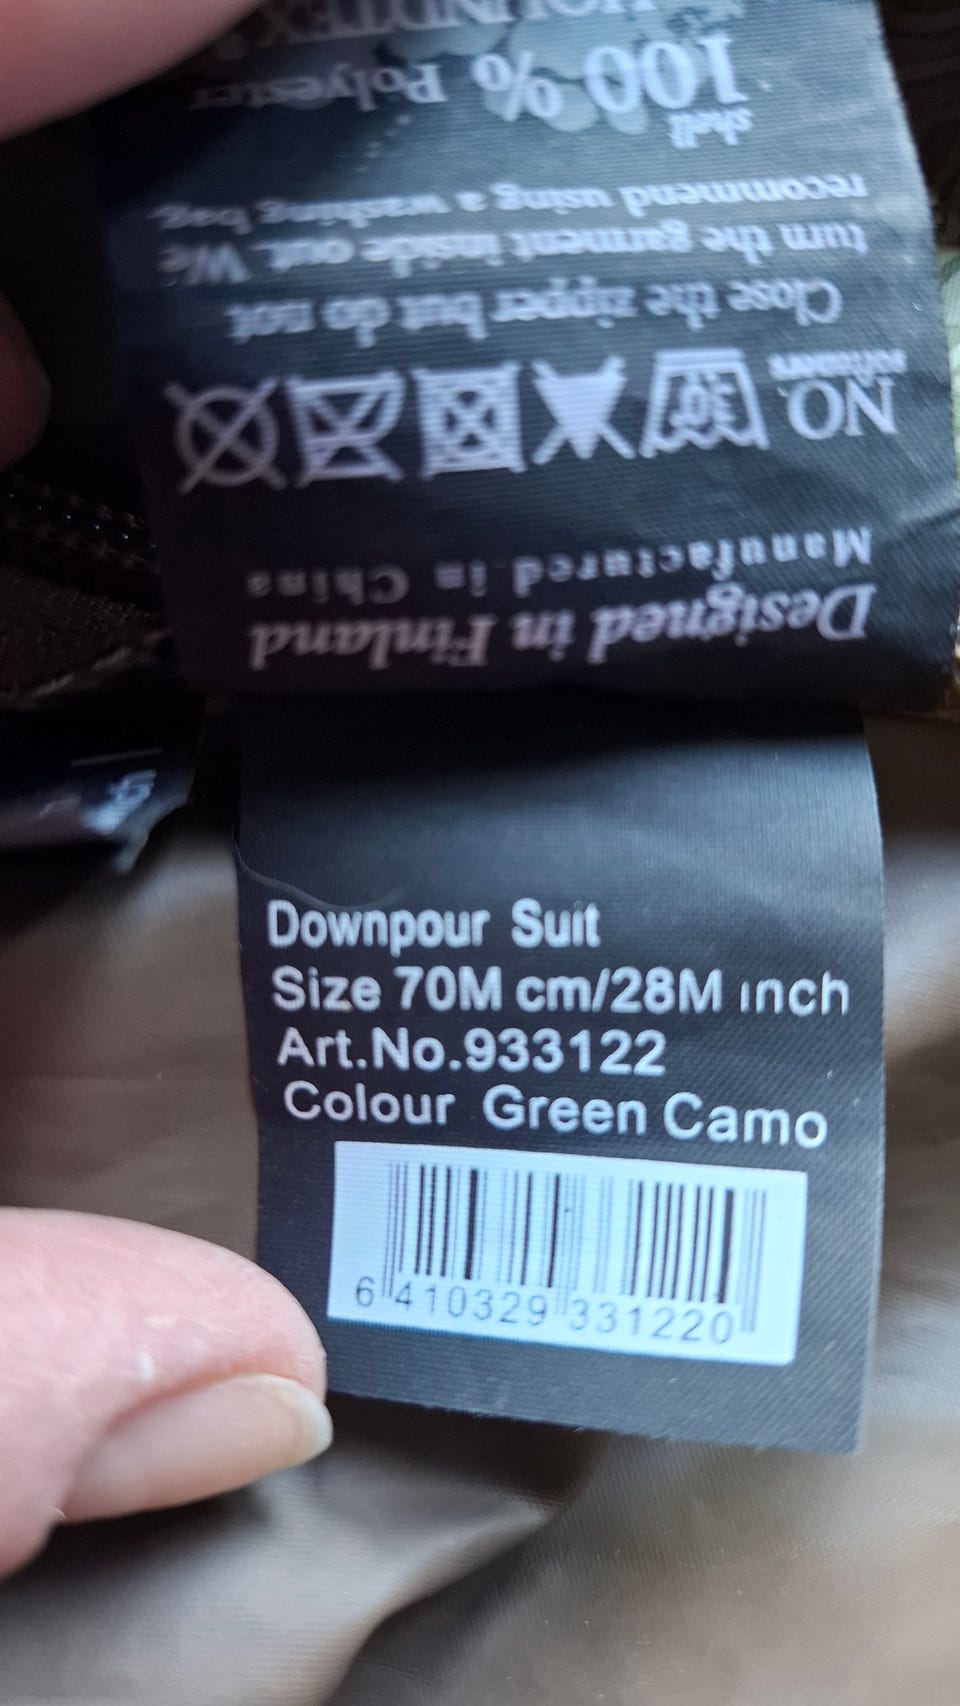 HOUNDTEX®
100 % Polyester
shell
recommend using a washing bag.
turn the garment inside out. We
Close the zipper but do not
NO softeners
30°
Manufactured in China
Designed in Finland
Downpour Suit
Size 70M cm/28M inch
Art.No.933122
Colour Green Camo
6 410329 331220